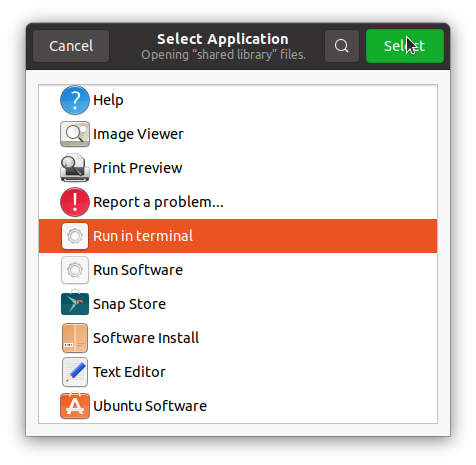 Cancel
Select Application
Opening “shared library” files.
Select
Help
Image Viewer
Print Preview
Report a problem...
Run in terminal
Run Software
Snap Store
Software Install
Text Editor
Ubuntu Software